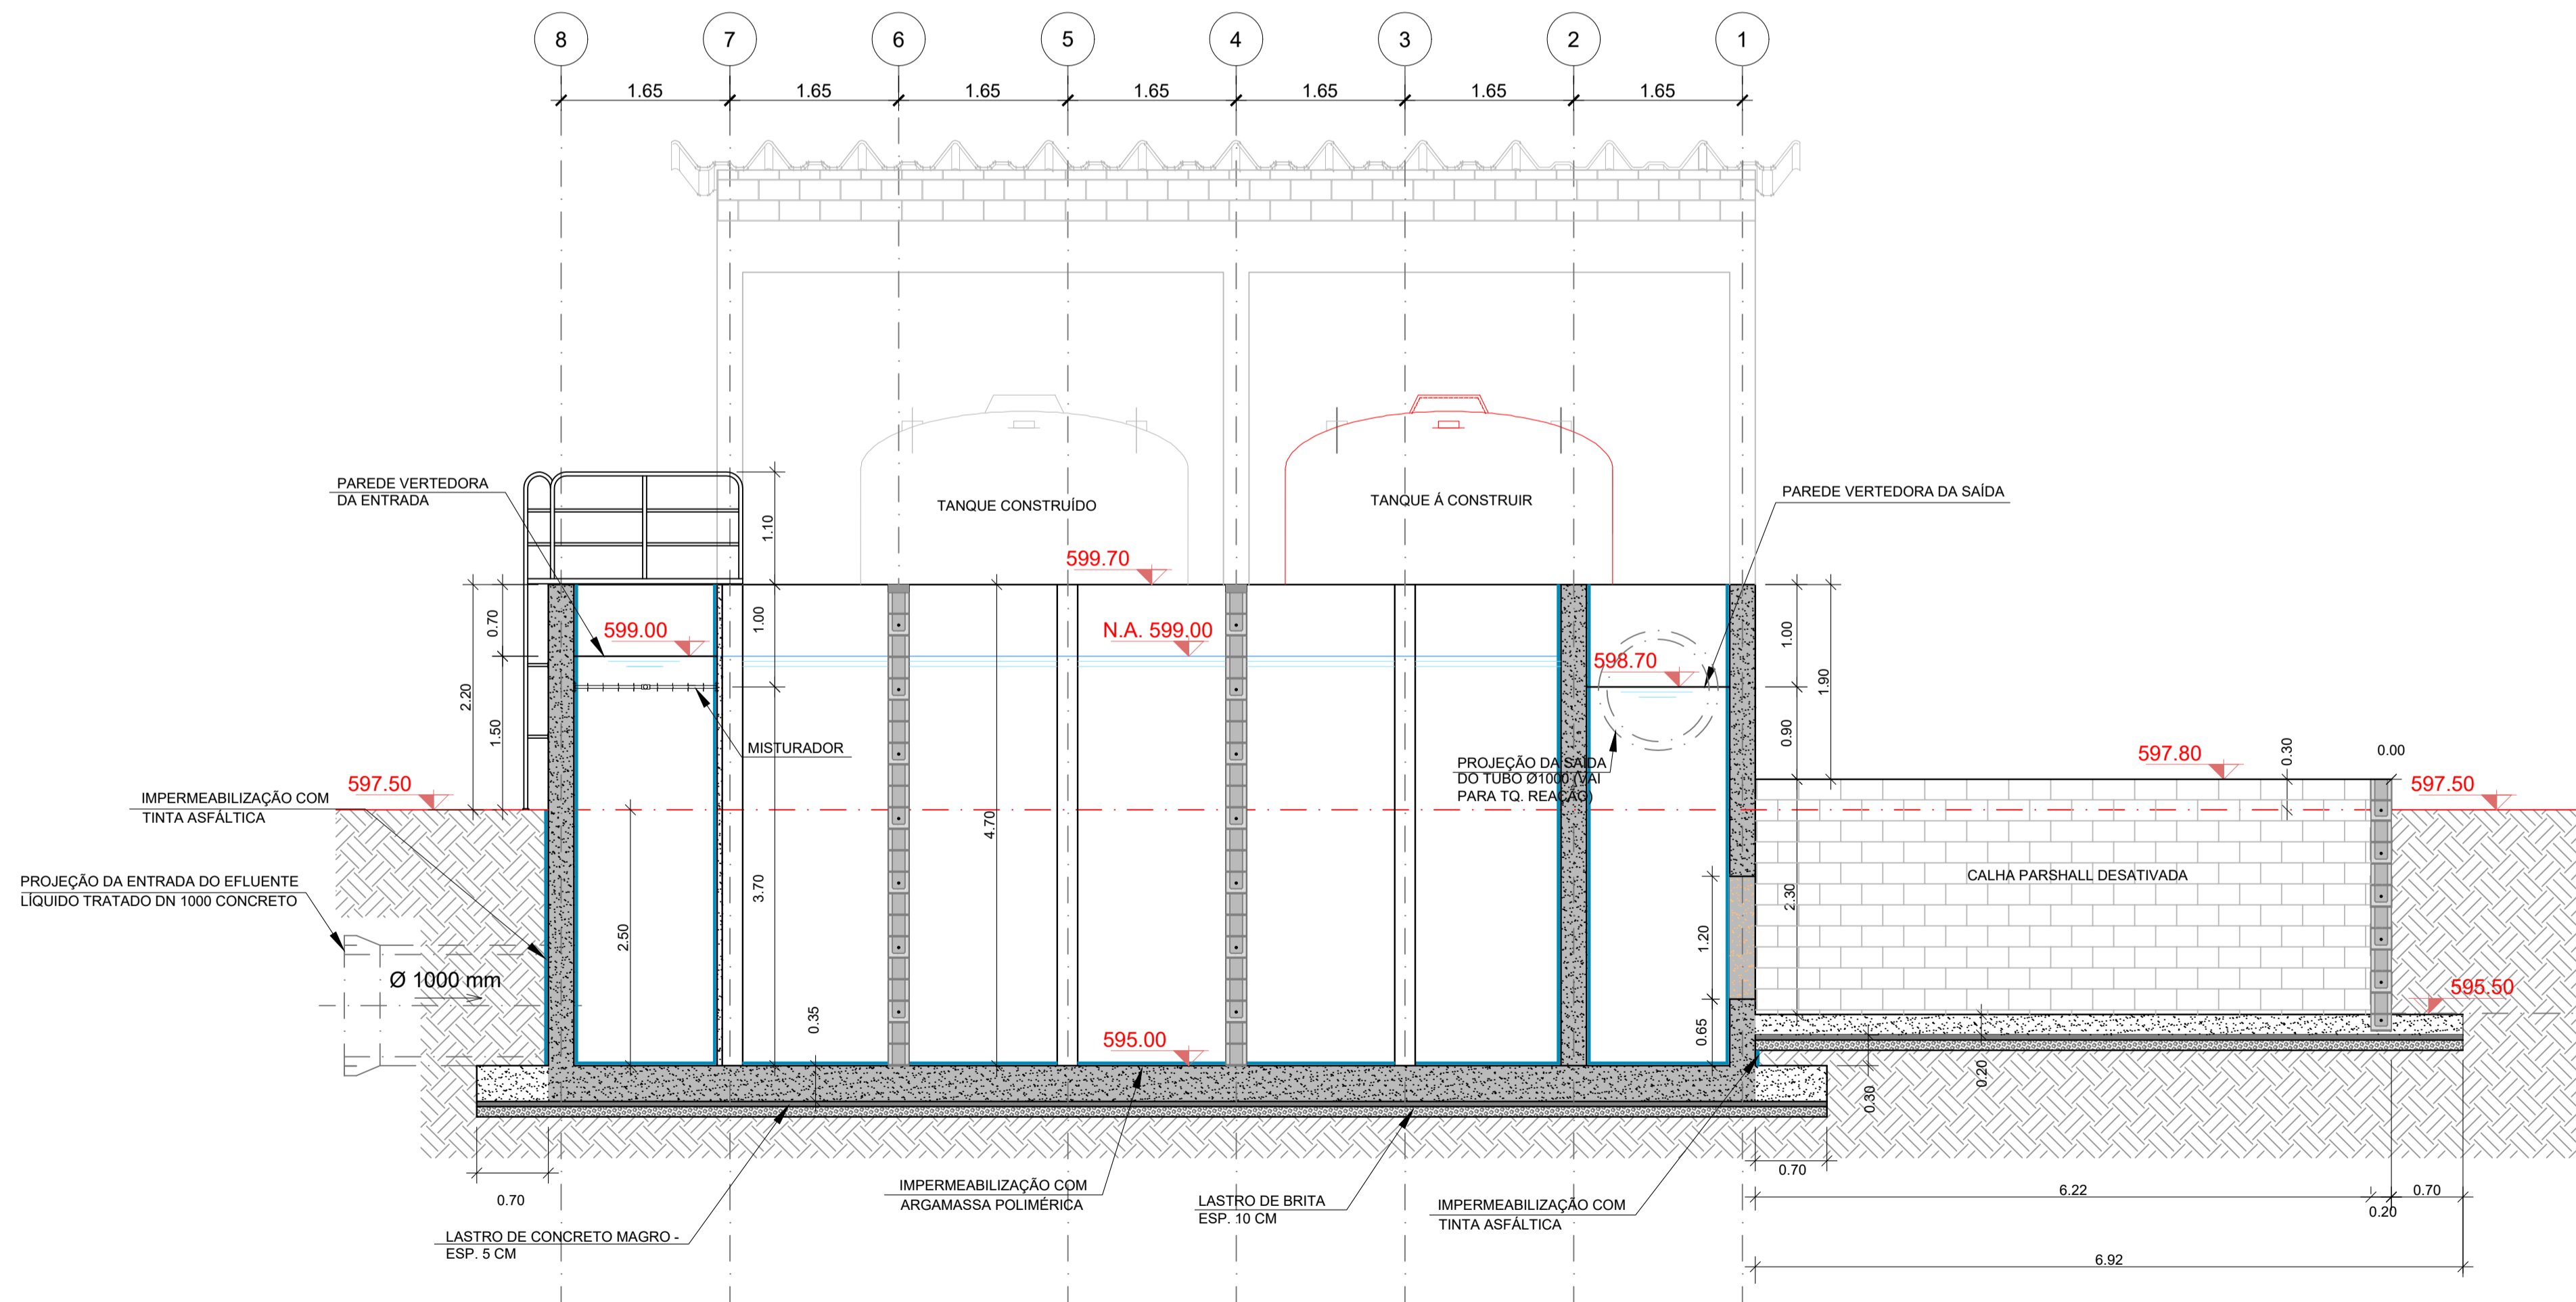 8 7 6 5 4 3 2 1
1.65 1.65 1.65 1.65 1.65 1.65 1.65
PAREDE VERTEDORA
DA ENTRADA
1.10
TANQUE CONSTRUÍDO
TANQUE Á CONSTRUIR
PAREDE VERTEDORA DA SAÍDA
599.70
0.70
1.00
599.00
N.A. 599.00
598.70
1.00
1.90
2.20
1.50
MISTURADOR
0.90
PROJEÇÃO DA SAÍDA
DO TUBO Ø1000 (VAI
PARA TQ. REAÇÃO)
597.80
0.30
0.00
597.50
597.50
IMPERMEABILIZAÇÃO COM
TINTA ASFÁLTICA
4.70
PROJEÇÃO DA ENTRADA DO EFLUENTE
LÍQUIDO TRATADO DN 1000 CONCRETO
3.70
2.30
CALHA PARSHALL DESATIVADA
2.50
1.20
Ø 1000 mm
595.50
0.35
595.00
0.65
0.20
0.30
0.70
IMPERMEABILIZAÇÃO COM
ARGAMASSA POLIMÉRICA
LASTRO DE BRITA
ESP. 10 CM
IMPERMEABILIZAÇÃO COM
TINTA ASFÁLTICA
0.70
6.22
0.20
0.70
LASTRO DE CONCRETO MAGRO -
ESP. 5 CM
6.92